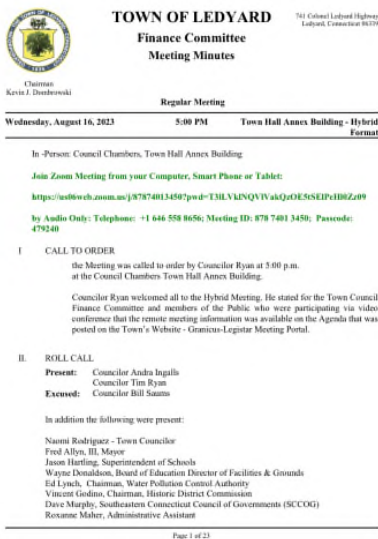 TOWN OF LEDYARD
741 Colonel Ledyard Highway
Ledyard, Connecticut 06339
Finance Committee
Meeting Minutes
Chairman
Kevin J. Dombrowski
Regular Meeting
Wednesday, August 16, 2023 5:00 PM Town Hall Annex Building - Hybrid
Format
In -Person: Council Chambers, Town Hall Annex Building
Join Zoom Meeting from your Computer, Smart Phone or Tablet:
by Audio Only: Telephone: +1 646 558 8656; Meeting ID: 878 7401 3450; Passcode:
479240
I CALL TO ORDER
the Meeting was called to order by Councilor Ryan at 5:00 p.m.
at the Council Chambers Town Hall Annex Building.
Councilor Ryan welcomed all to the Hybrid Meeting. He stated for the Town Council
Finance Committee and members of the Public who were participating via video
conference that the remote meeting information was available on the Agenda that was
posted on the Town's Website - Granicus-Legistar Meeting Portal.
II. ROLL CALL
Present: Councilor Andra Ingalls
Councilor Tim Ryan
Excused: Councilor Bill Saums
In addition the following were present:
Naomi Rodriguez - Town Councilor
Fred Allyn, III, Mayor
Jason Hartling, Superintendent of Schools
Wayne Donaldson, Board of Education Director of Facilities & Grounds
Ed Lynch, Chairman, Water Pollution Control Authority
Vincent Godino, Chairman, Historic District Commission
Dave Murphy, Southeastern Connecticut Council of Governments (SCCOG)
Roxanne Maher, Administrative Assistant
Page 1 of 23